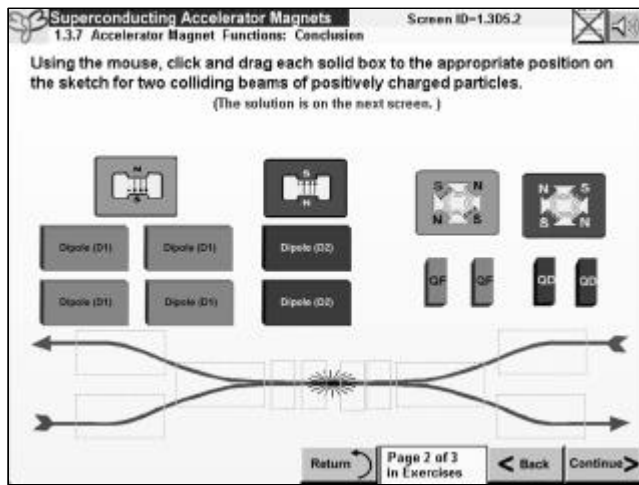 Superconducting Accelerator Magnets
Screen ID=1.305.2
1.3.7 Accelerator Magnet Functions: Conclusion
Using the mouse, click and drag each solid box to the appropriate position on
the sketch for two colliding beams of positively charged particles.
(The solution is on the next screen. )
N
S
S
N
S N
N S
N S
S N
Dipole (D1) Dipole (D1) Dipole (D2)
QF QF QD QD
Dipole (D1) Dipole (D1) Dipole (D2)
Return
Page 2 of 3
in Exercises
< Back
Continue>